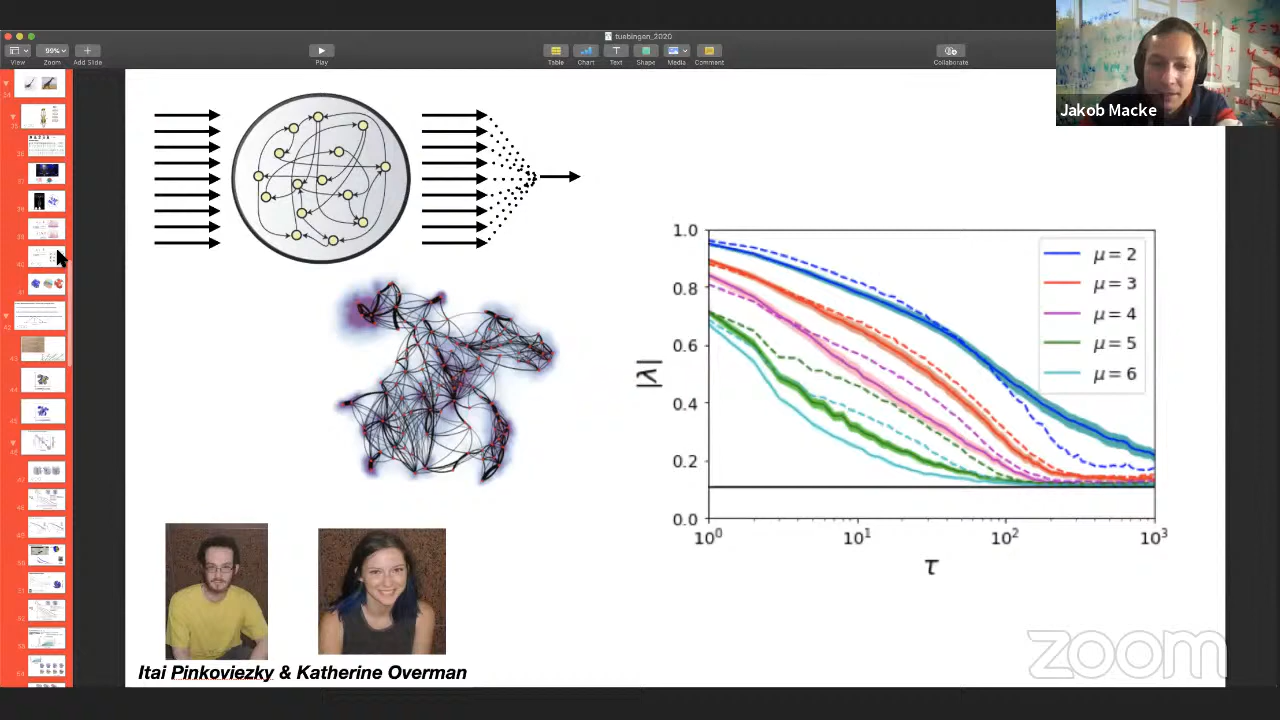 tuebingen_2020
99%
View
Zoom
Add Slide
Play
Table
Chart
Text
Shape
Media
Comment
Collaborate
Jakob Macke
1.0
0.8
0.6
0.4
0.2
0.0
|λ|
10⁰
10¹
10²
10³
τ
μ = 2
μ = 3
μ = 4
μ = 5
μ = 6
Itai Pinkoviezky & Katherine Overman
zoom